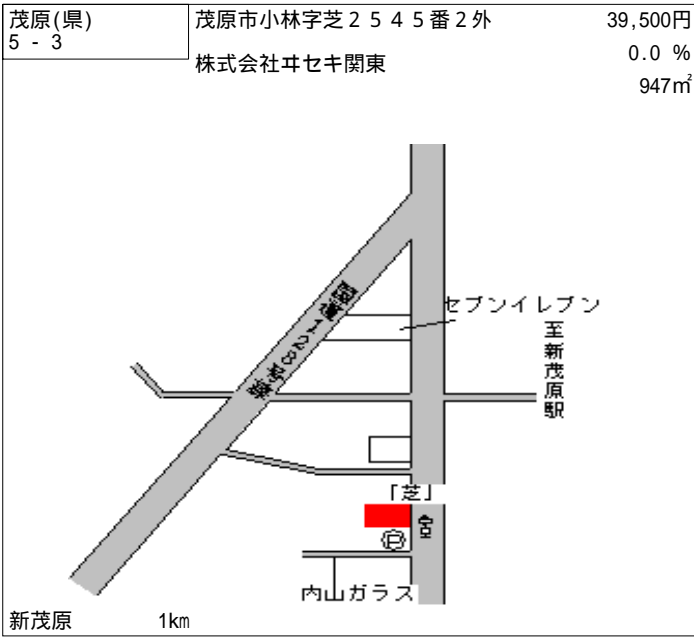 茂原(県)
5 - 3
茂原市小林字芝2545番2外
株式会社ヰセキ関東
39,500円
0.0 %
947㎡
国道128号線
セブンイレブン
至新茂原駅
「芝」
内山ガラス
新茂原 1km